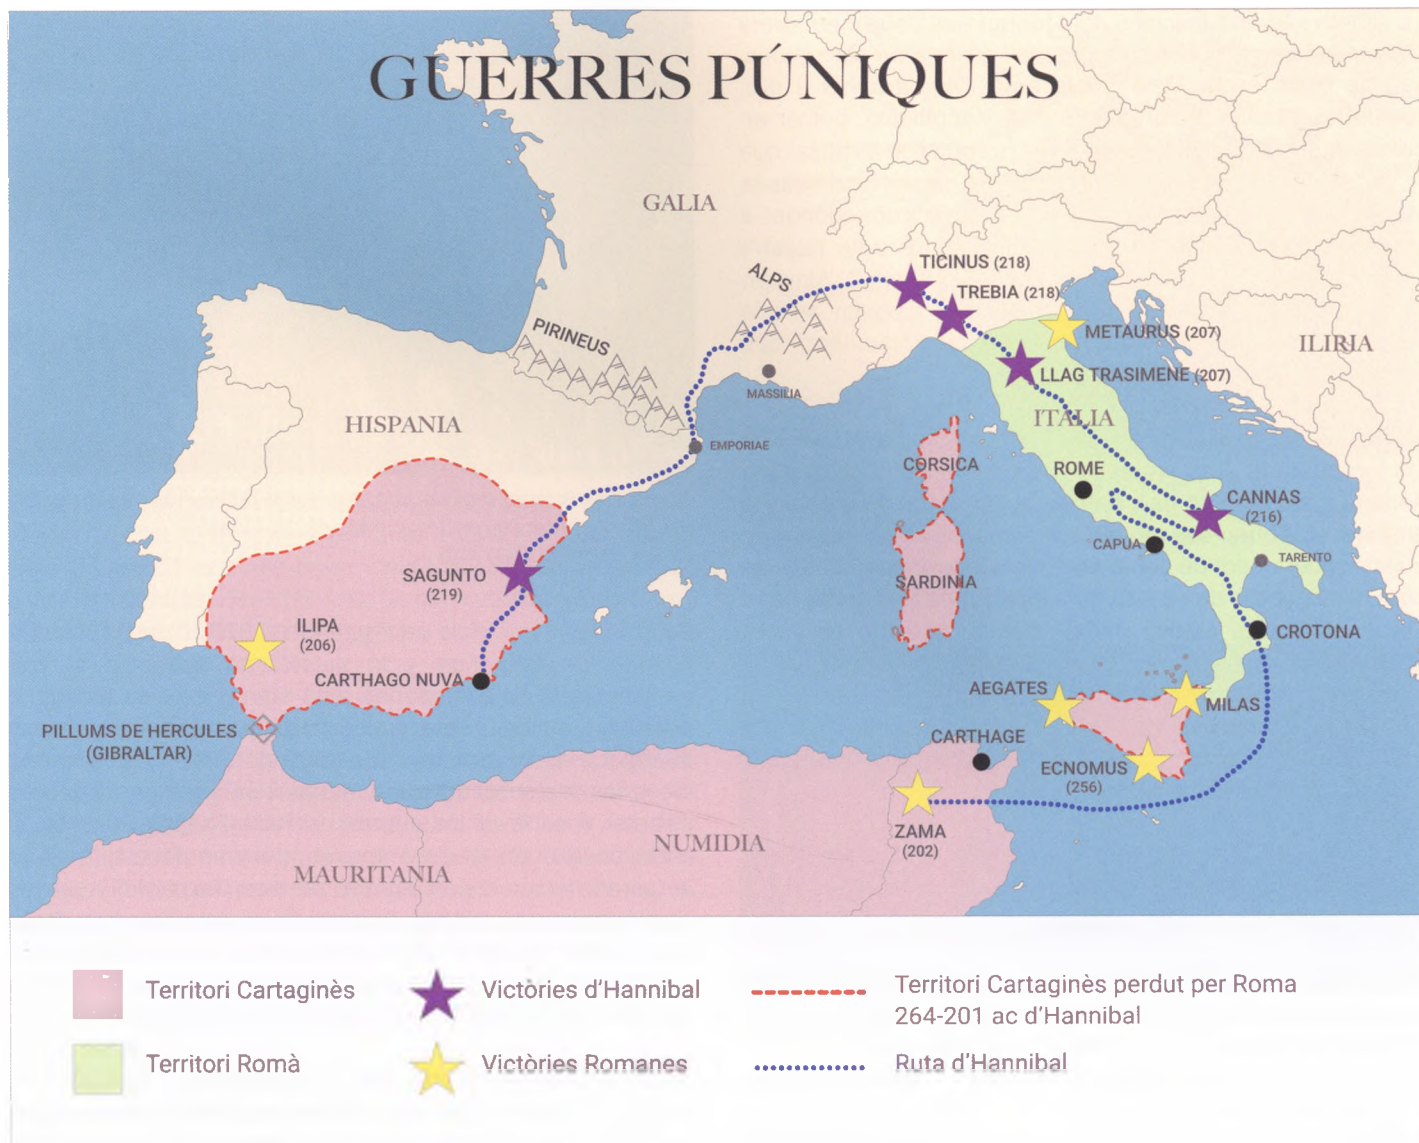 GUERRES PÚNIQUES
GALIA
TICINUS (218)
ALPS
TREBIA (218)
PIRINEUS
METAURUS (207)
ILIRIA
LLAG TRASIMENE (207)
MASSILIA
ITALIA
HISPANIA
EMPORIAE
CORSICA
ROME
CANNAS
(216)
CAPUA
TARENTO
SAGUNTO
(219)
SARDINIA
ILIPA
(206)
CROTONA
CARTHAGO NUVA
AEGATES
MILAS
PILLUMS DE HERCULES
(GIBRALTAR)
CARTHAGE
ECNOMUS
(256)
ZAMA
(202)
NUMIDIA
MAURITANIA
Territori Cartaginès
Victòries d'Hannibal
Territori Cartaginès perdut per Roma
264-201 ac d'Hannibal
Territori Romà
Victòries Romanes
Ruta d'Hannibal